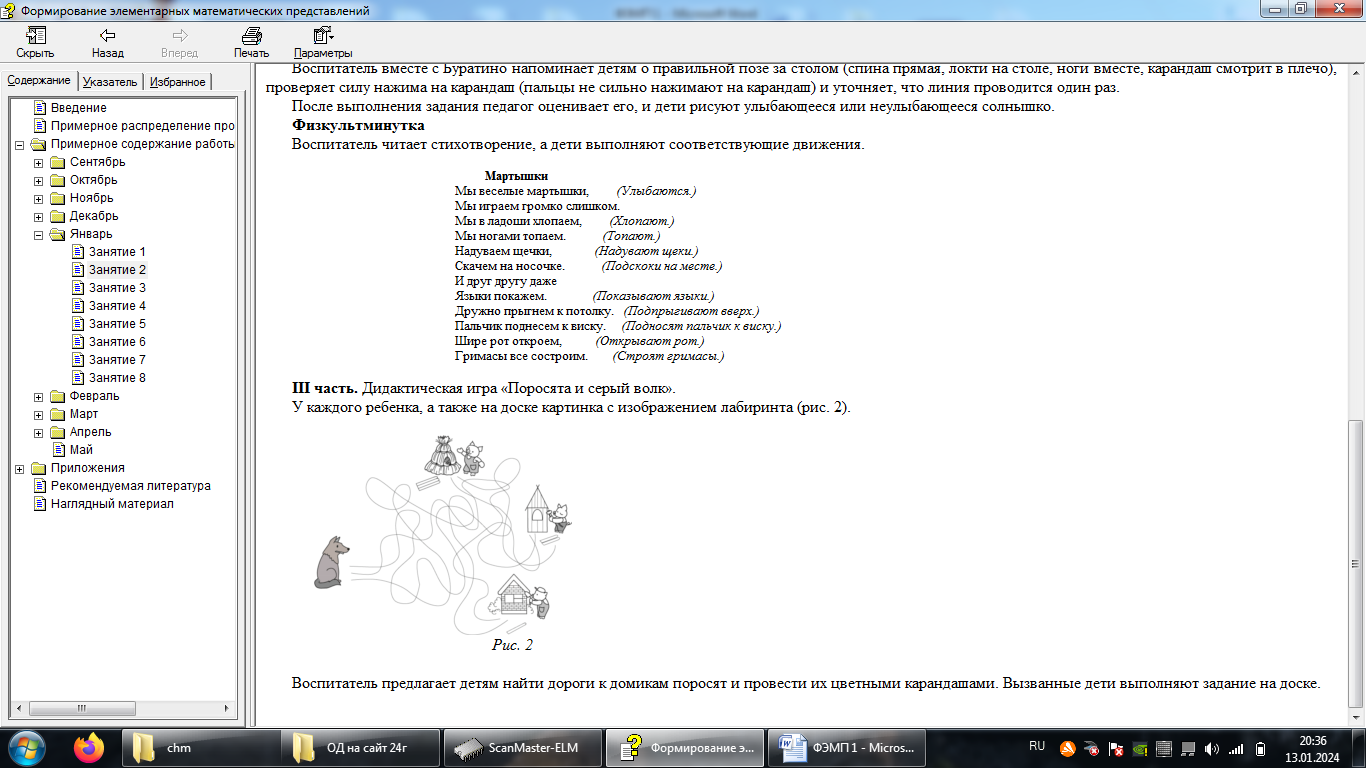 Формирование элементарных математических представлений
Скрыть
Назад
Вперед
Печать
Параметры
Содержание
Указатель
Избранное
Введение
Примерное распределение про
Примерное содержание работы
Сентябрь
Октябрь
Ноябрь
Декабрь
Январь
Занятие 1
Занятие 2
Занятие 3
Занятие 4
Занятие 5
Занятие 6
Занятие 7
Занятие 8
Февраль
Март
Апрель
Май
Приложения
Рекомендуемая литература
Наглядный материал
Воспитатель вместе с Буратино напоминает детям о правильной позе за столом (спина прямая, локти на столе, ноги вместе, карандаш смотрит в плечо),
проверяет силу нажима на карандаш (пальцы не сильно нажимают на карандаш) и уточняет, что линия проводится один раз.
После выполнения задания педагог оценивает его, и дети рисуют улыбающееся или неулыбающееся солнышко.
Физкультминутка
Воспитатель читает стихотворение, а дети выполняют соответствующие движения.
Мартышки
Мы веселые мартышки, (Улыбаются.)
Мы играем громко слишком.
Мы в ладоши хлопаем, (Хлопают.)
Мы ногами топаем. (Топают.)
Надуваем щечки, (Надувают щеки.)
Скачем на носочке. (Подскоки на месте.)
И друг другу даже
Языки покажем. (Показывают языки.)
Дружно прыгнем к потолку. (Подпрыгивают вверх.)
Пальчик поднесем к виску. (Подносят пальчик к виску.)
Шире рот откроем, (Открывают рот.)
Гримасы все состроим. (Строят гримасы.)
III часть. Дидактическая игра «Поросята и серый волк».
У каждого ребенка, а также на доске картинка с изображением лабиринта (рис. 2).
Рис. 2
Воспитатель предлагает детям найти дороги к домикам поросят и провести их цветными карандашами. Вызванные дети выполняют задание на доске.
chm
ОД на сайт 24г
ScanMaster-ELM
Формирование э...
ФЭМП 1 - Micros...
RU
20:36
13.01.2024